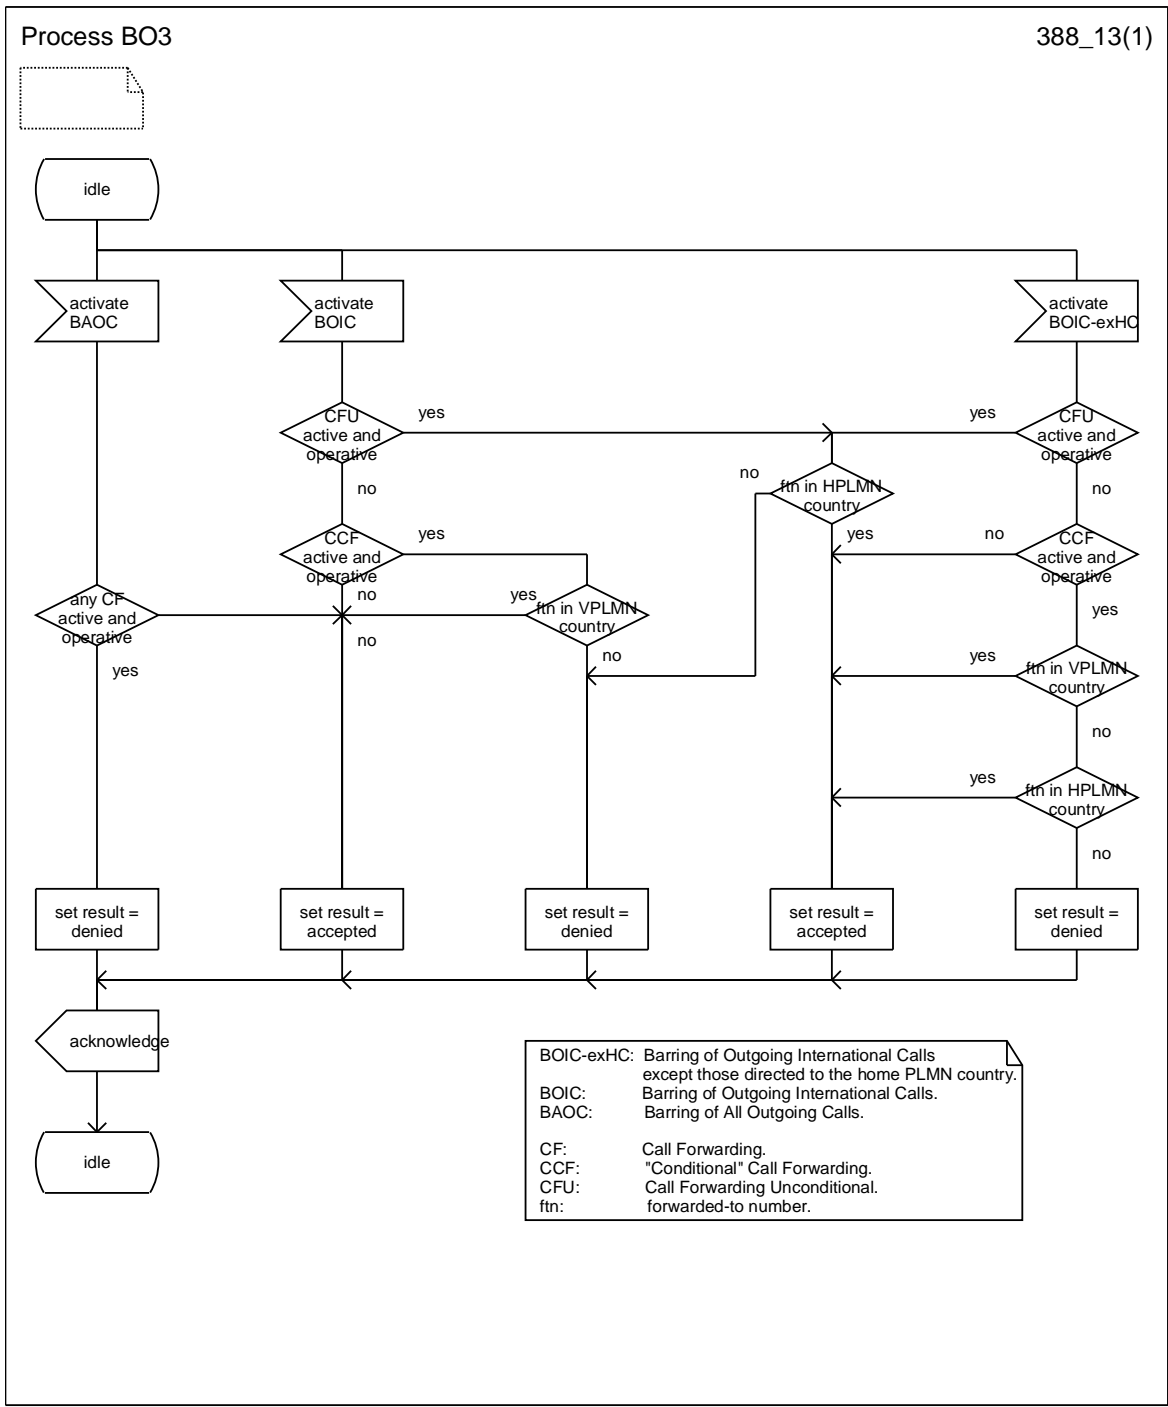 Process BO3
388_13(1)
idle
activate
BAOC
activate
BOIC
activate
BOIC-exHC
CFU
active and
operative
yes
no
yes
CFU
active and
operative
no
no
ftn in HPLMN
country
yes
CCF
active and
operative
yes
no
no
CCF
active and
operative
yes
any CF
active and
operative
yes
no
yes
ftn in VPLMN
country
no
yes
ftn in VPLMN
country
no
yes
ftn in HPLMN
country
no
set result =
denied
set result =
accepted
set result =
denied
set result =
accepted
set result =
denied
acknowledge
idle
BOIC-exHC: Barring of Outgoing International Calls
except those directed to the home PLMN country.
BOIC: Barring of Outgoing International Calls.
BAOC: Barring of All Outgoing Calls.
CF: Call Forwarding.
CCF: "Conditional" Call Forwarding.
CFU: Call Forwarding Unconditional.
ftn: forwarded-to number.